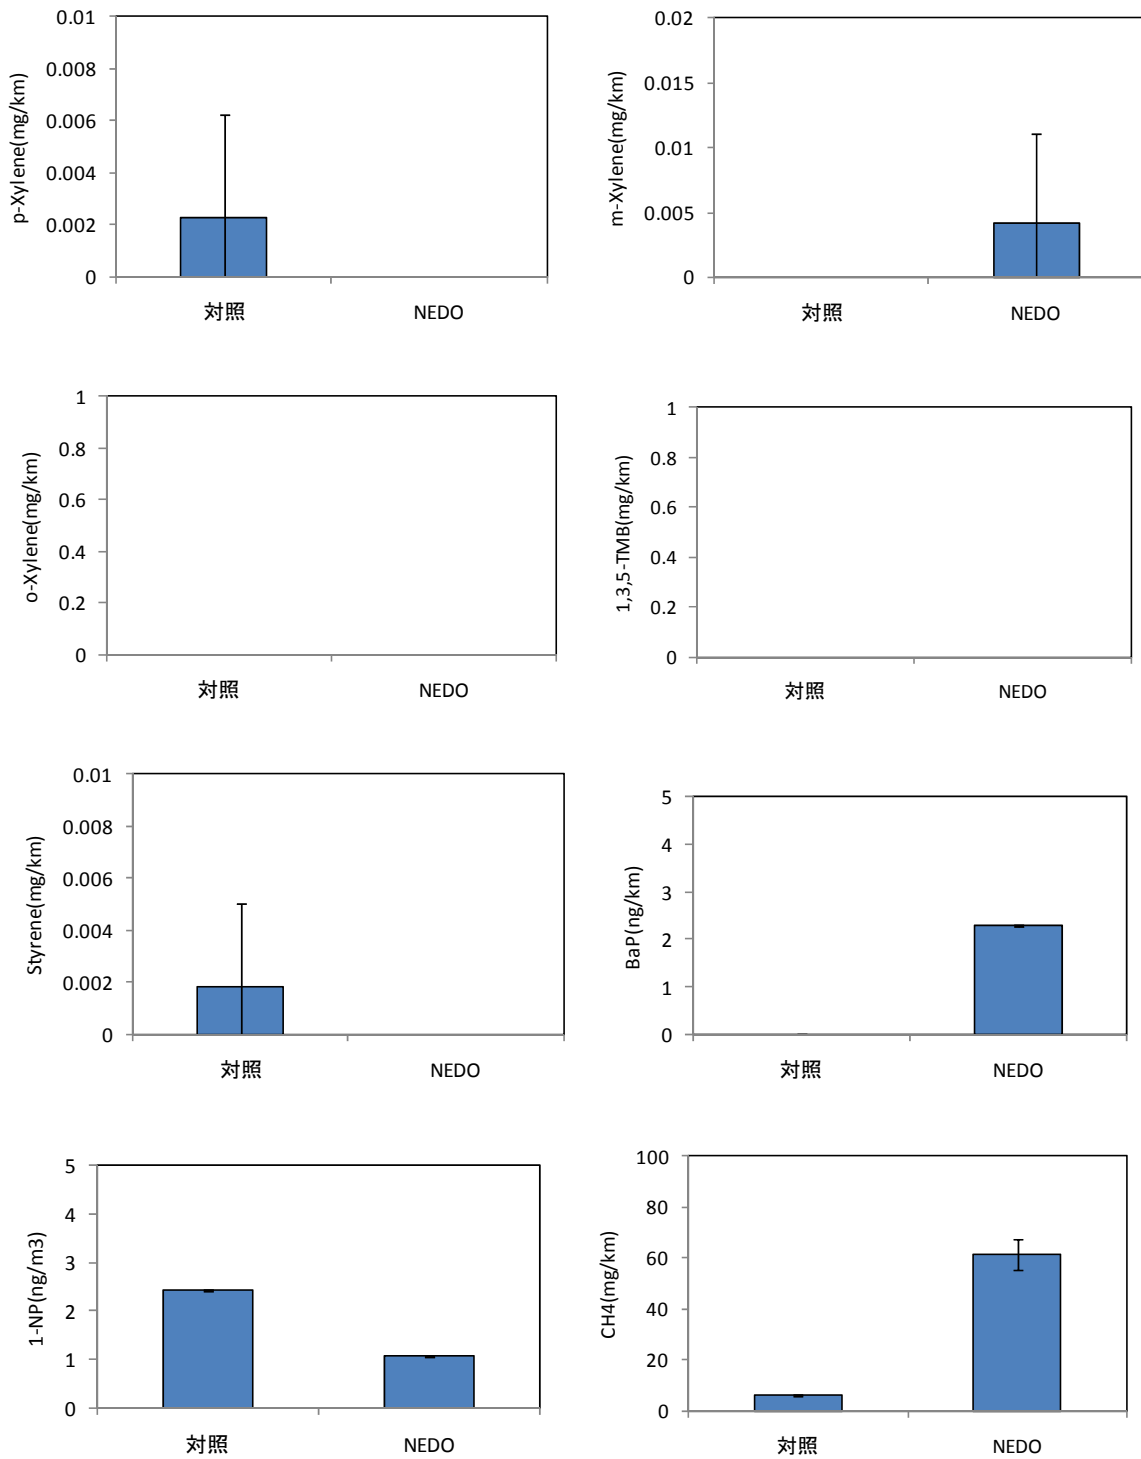 p-Xylene(mg/km)
0.01
0.008
0.006
0.004
0.002
0
対照 NEDO
m-Xylene(mg/km)
0.02
0.015
0.01
0.005
0
対照 NEDO
o-Xylene(mg/km)
1
0.8
0.6
0.4
0.2
0
対照 NEDO
1,3,5-TMB(mg/km)
1
0.8
0.6
0.4
0.2
0
対照 NEDO
Styrene(mg/km)
0.01
0.008
0.006
0.004
0.002
0
対照 NEDO
BaP(ng/km)
5
4
3
2
1
0
対照 NEDO
1-NP(ng/m3)
5
4
3
2
1
0
対照 NEDO
CH4(mg/km)
100
80
60
40
20
0
対照 NEDO